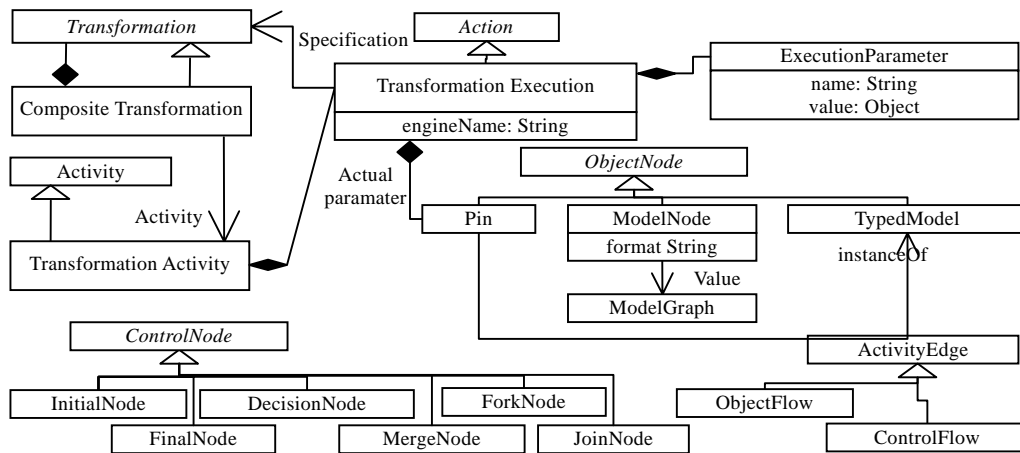 Transformation
Specification
Action
Transformation Execution
engineName: String
ExecutionParameter
name: String
value: Object
Composite Transformation
Activity
Activity
Transformation Activity
Actual
paramater
ObjectNode
Pin
ModelNode
format String
TypedModel
instanceOf
Value
ModelGraph
ControlNode
ActivityEdge
InitialNode
DecisionNode
ForkNode
ObjectFlow
FinalNode
MergeNode
JoinNode
ControlFlow